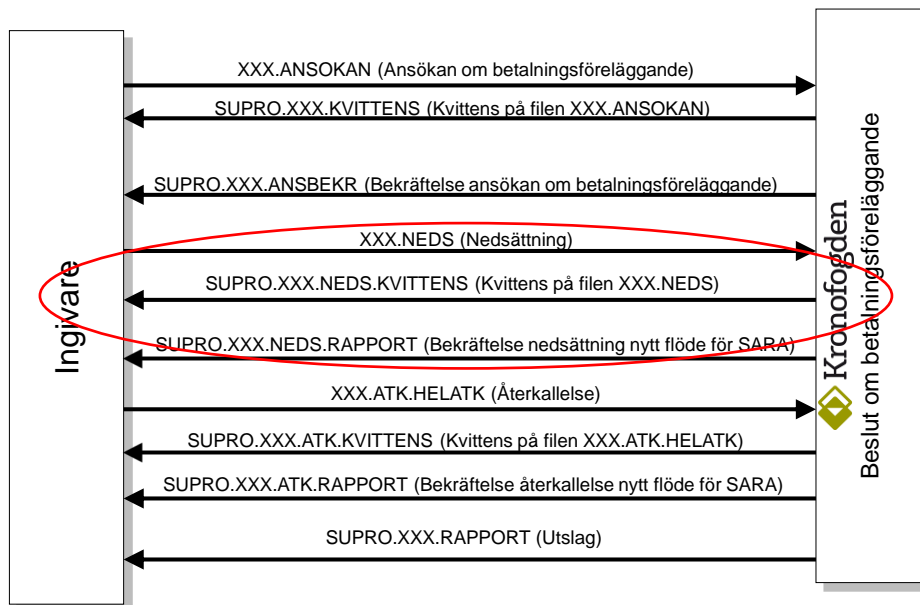 XXX.ANSOKAN (Ansökan om betalningsföreläggande)
SUPRO.XXX.KVITTENS (Kvittens på filen XXX.ANSOKAN)
SUPRO.XXX.ANSBEKR (Bekräftelse ansökan om betalningsföreläggande)
XXX.NEDS (Nedsättning)
SUPRO.XXX.NEDS.KVITTENS (Kvittens på filen XXX.NEDS)
SUPRO.XXX.NEDS.RAPPORT (Bekräftelse nedsättning nytt flöde för SARA)
XXX.ATK.HELATK (Återkallelse)
SUPRO.XXX.ATK.KVITTENS (Kvittens på filen XXX.ATK.HELATK)
SUPRO.XXX.ATK.RAPPORT (Bekräftelse återkallelse nytt flöde för SARA)
SUPRO.XXX.RAPPORT (Utslag)
Ingivare
Kronofogden
Beslut om betalningsföreläggande